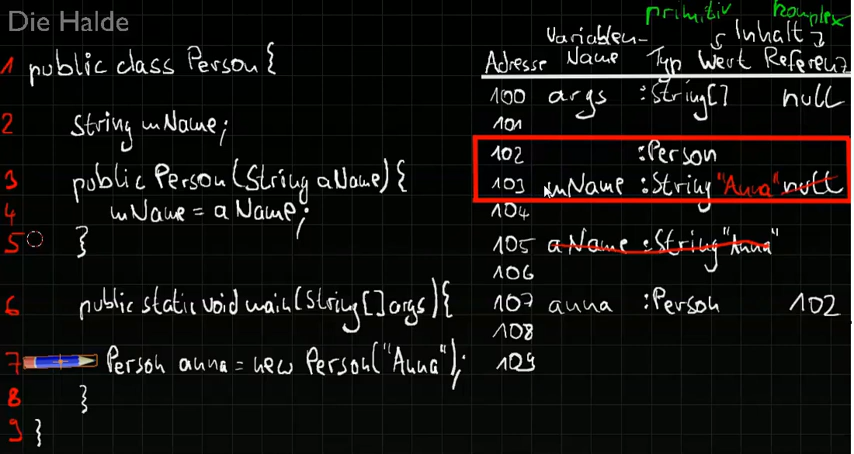 Die Halde
1 public class Person {
2 String mName;
3 public Person (String aName) {
4 mName = a Name;
5 }
6 public static void main (String [] args) {
7 Person anna = new Person ("Anna");
8 }
9 }
primitiv komplex
Variablen- Inhalt
Adresse Name Typ Wert Referenz
100 args :String[] null
101
102 :Person
103 mName :String "Anna" null
104
105 aName :String "Anna"
106
107 anna :Person 102
108
109